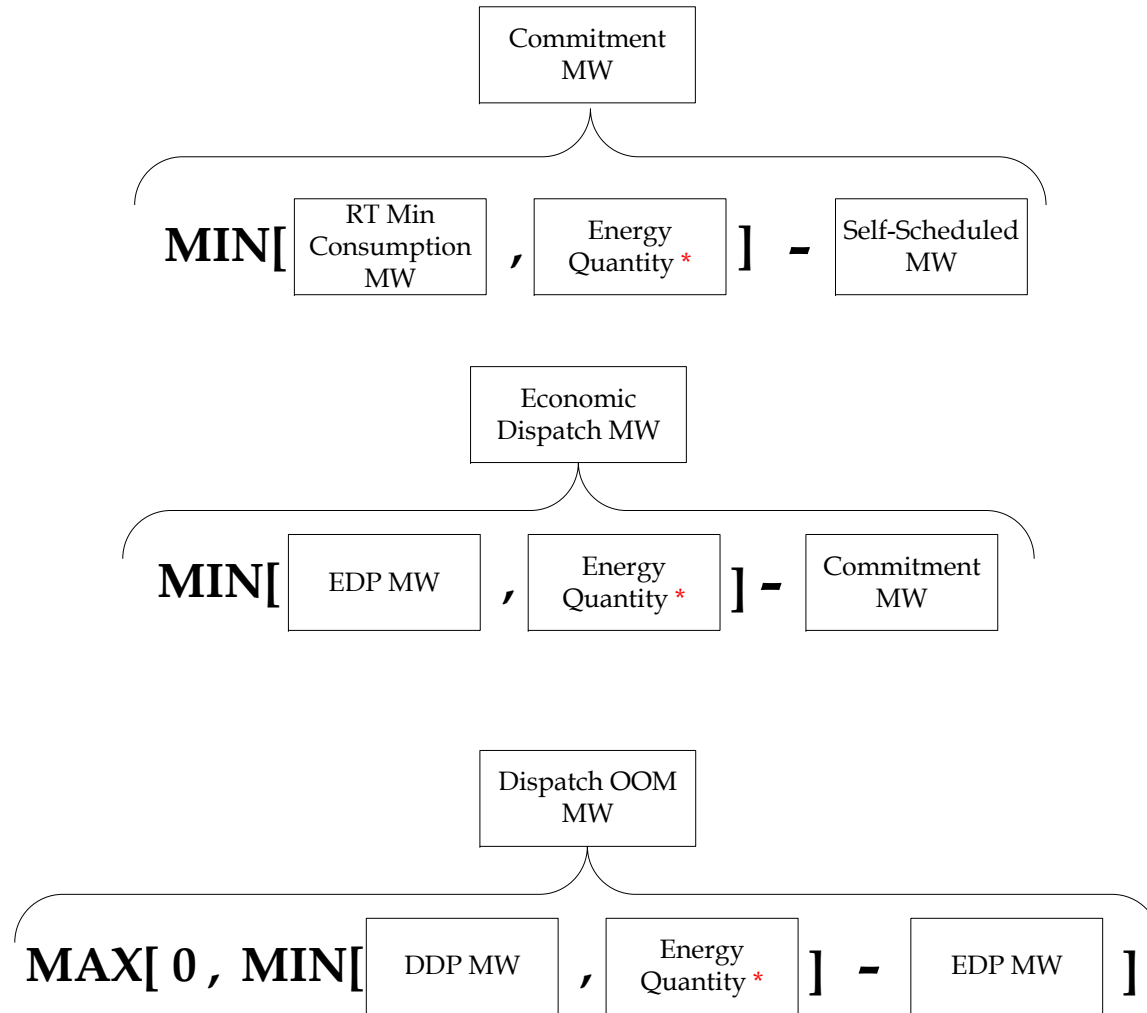 Commitment
MW
MIN[ RT Min
Consumption
MW , Energy
Quantity * ] - Self-Scheduled
MW
Economic
Dispatch MW
MIN[ EDP MW , Energy
Quantity * ] - Commitment
MW
Dispatch OOM
MW
MAX[ 0 , MIN[ DDP MW , Energy
Quantity * ] - EDP MW ]